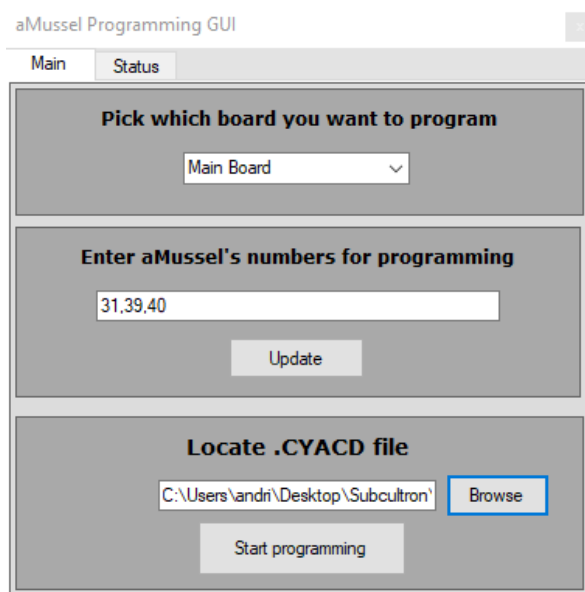 aMussel Programming GUI
Main
Status
Pick which board you want to program
Main Board
Enter aMussel's numbers for programming
31,39,40
Update
Locate .CYACD file
C:\Users\andri\Desktop\Subcultron\
Browse
Start programming